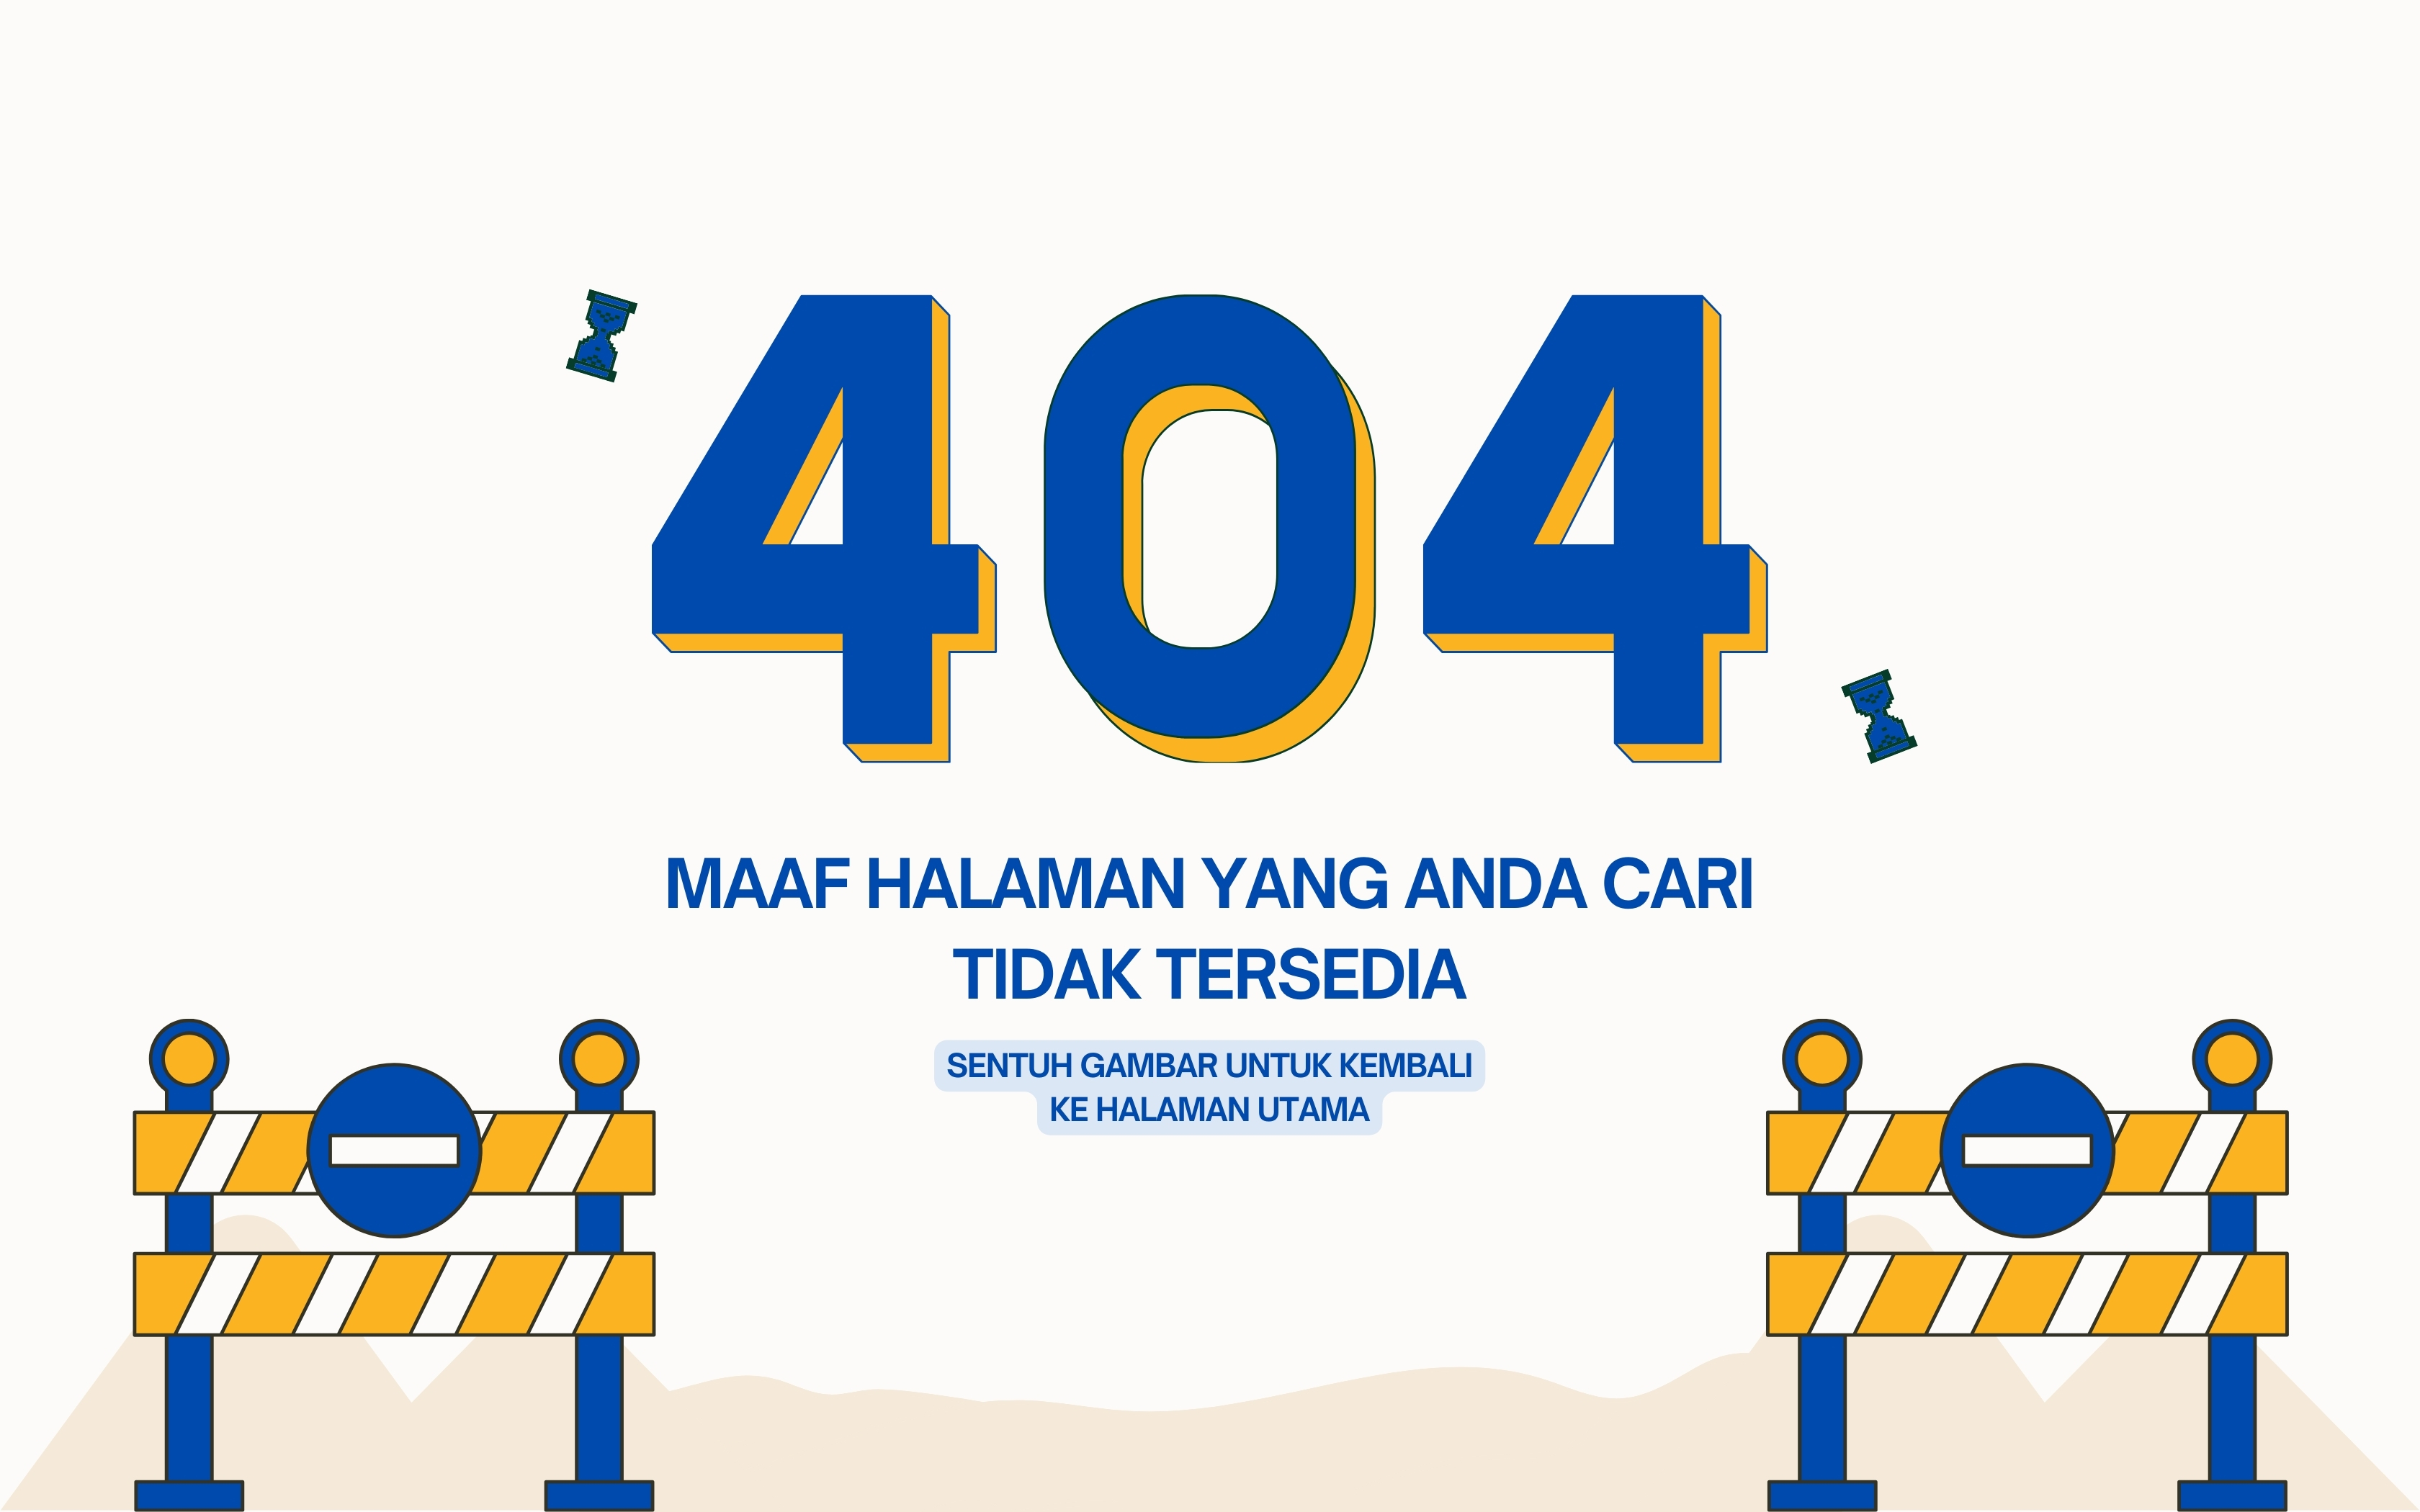 404
MAAF HALAMAN YANG ANDA CARI
TIDAK TERSEDIA
SENTUH GAMBAR UNTUK KEMBALI
KE HALAMAN UTAMA